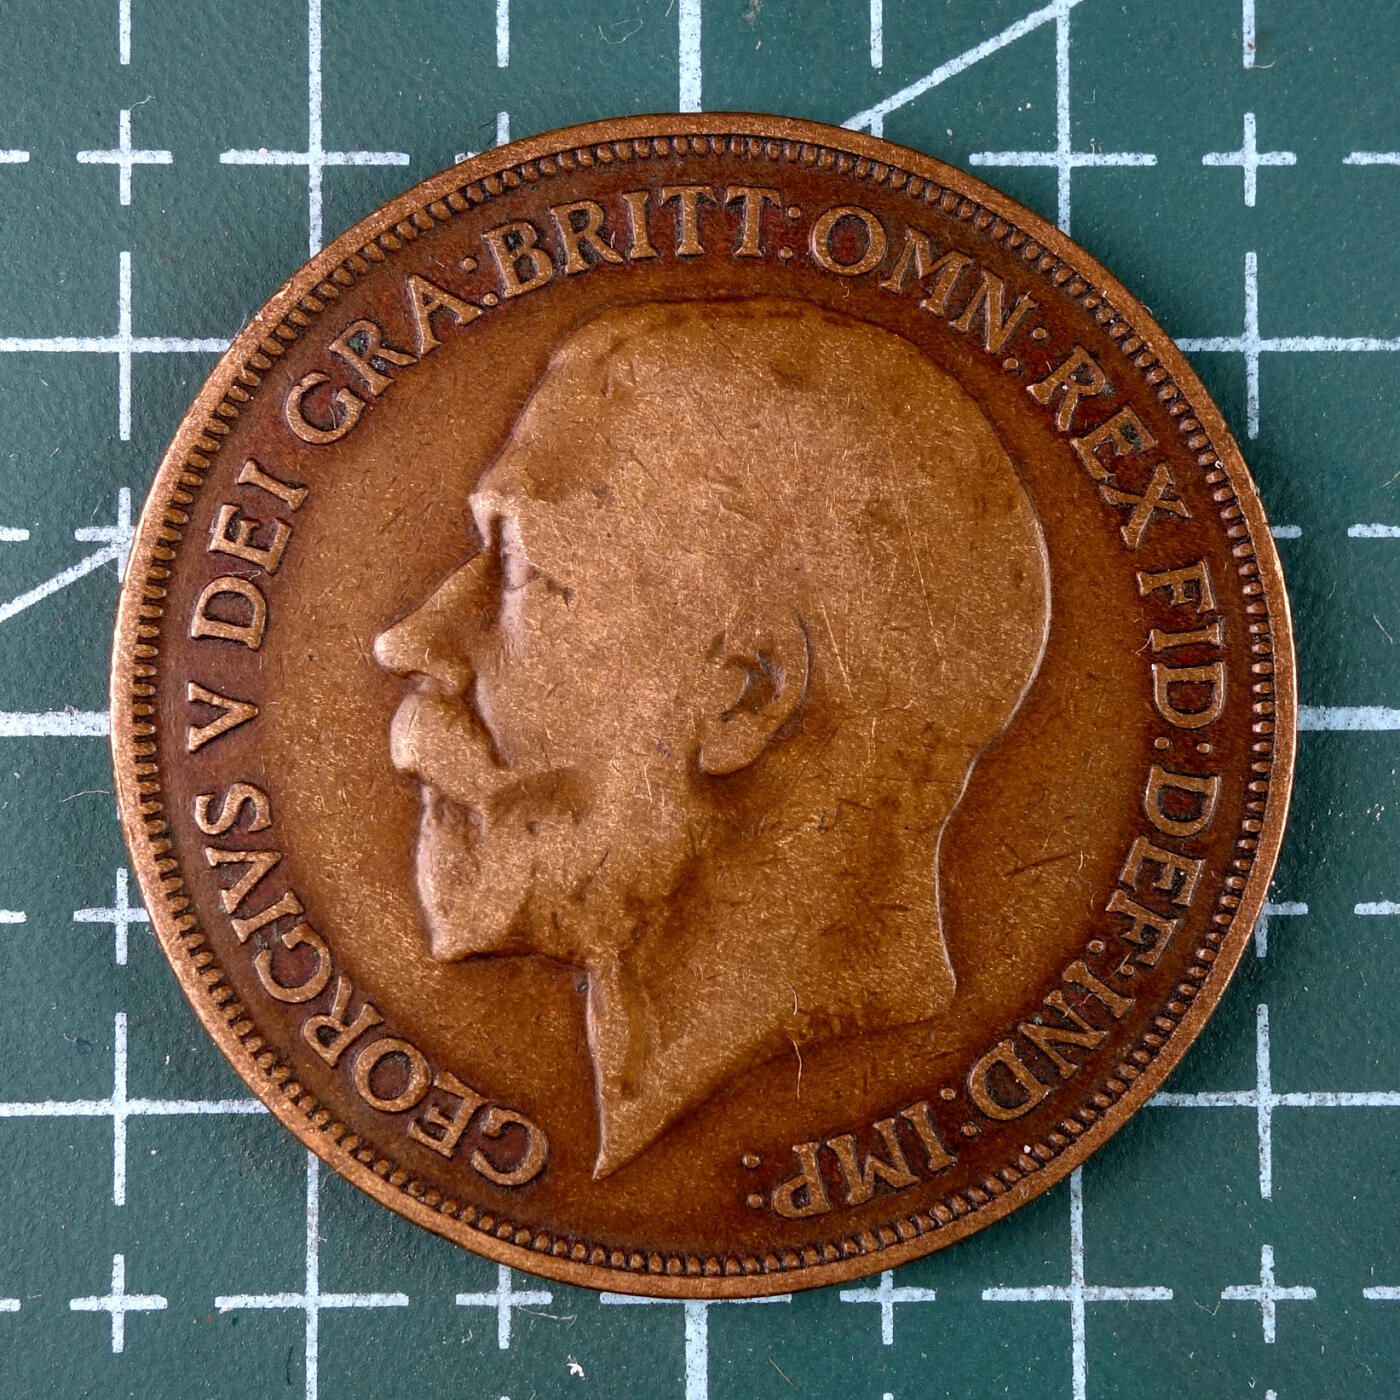 GEORGIVS V DEI GRA: BRITT: OMN: REX FID: DEF: IND: IMP: